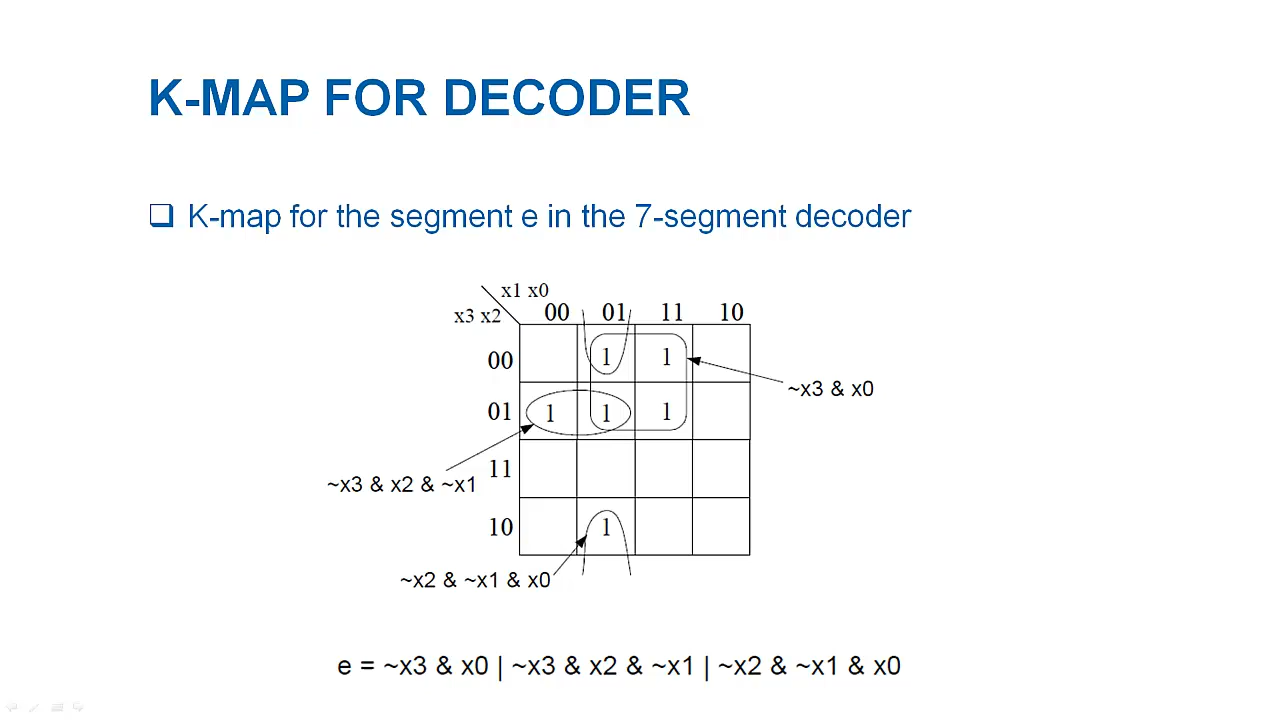 K-MAP FOR DECODER
❑ K-map for the segment e in the 7-segment decoder
x1 x0
x3 x2
00 01 11 10
00 1 1
~x3 & x0
01 1 1 1
11
~x3 & x2 & ~x1
10 1
~x2 & ~x1 & x0
e = ~x3 & x0 | ~x3 & x2 & ~x1 | ~x2 & ~x1 & x0